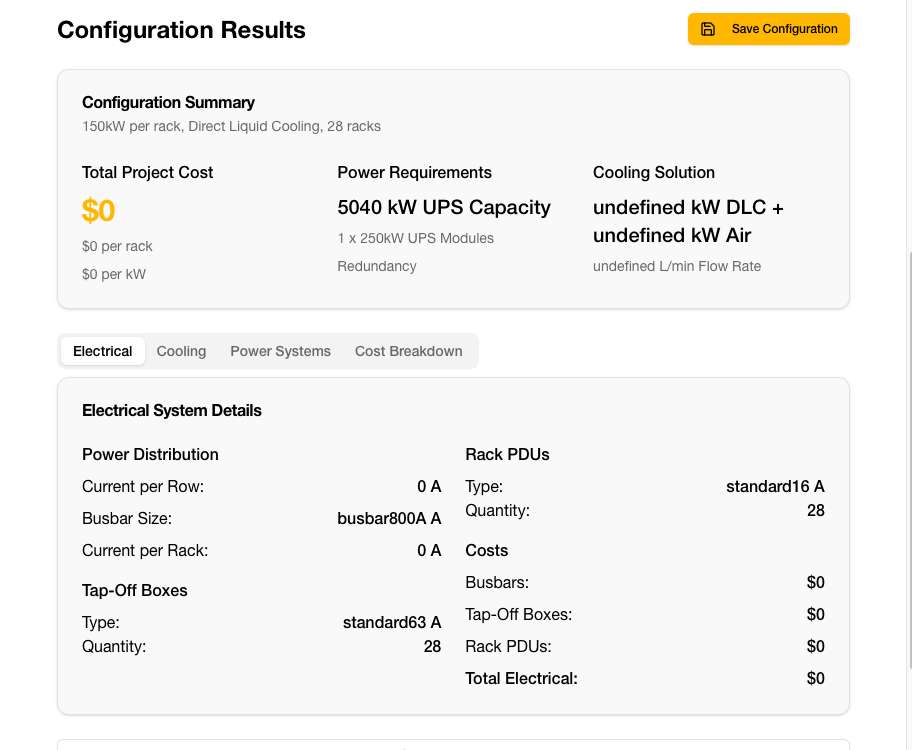 Configuration Results
Save Configuration
Configuration Summary
150kW per rack, Direct Liquid Cooling, 28 racks
Total Project Cost
$0
$0 per rack
$0 per kW
Power Requirements
5040 kW UPS Capacity
1 x 250kW UPS Modules
Redundancy
Cooling Solution
undefined kW DLC +
undefined kW Air
undefined L/min Flow Rate
Electrical
Cooling
Power Systems
Cost Breakdown
Electrical System Details
Power Distribution
Current per Row: 0 A
Busbar Size: busbar800A A
Current per Rack: 0 A
Tap-Off Boxes
Type: standard63 A
Quantity: 28
Rack PDUs
Type: standard16 A
Quantity: 28
Costs
Busbars: $0
Tap-Off Boxes: $0
Rack PDUs: $0
Total Electrical: $0